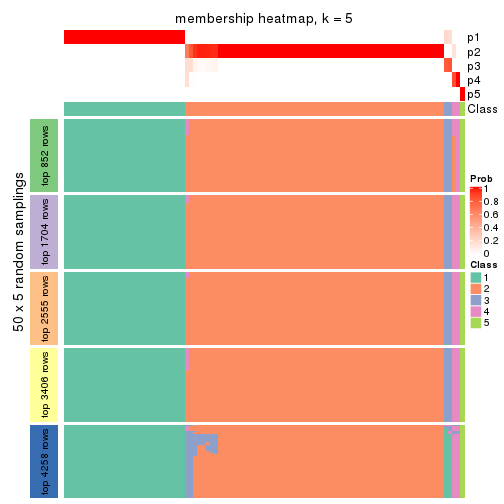 membership heatmap, k = 5
p1
p2
p3
p4
p5
Class
50 x 5 random samplings
top 852 rows
top 1704 rows
top 2555 rows
top 3406 rows
top 4258 rows
Prob
1
0.8
0.6
0.4
0.2
0
Class
1
2
3
4
5